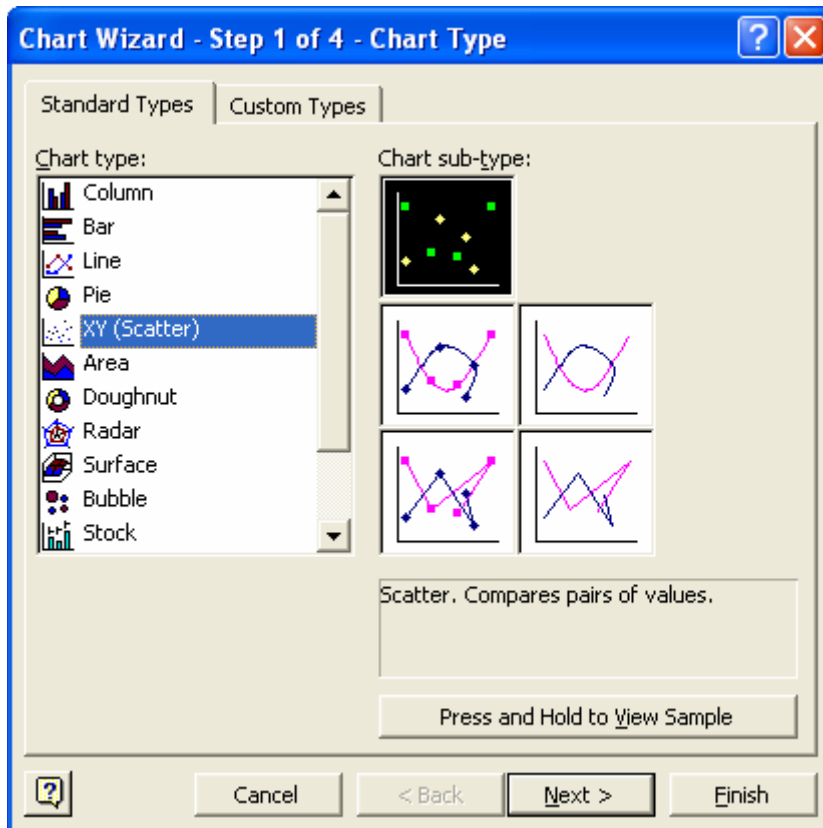 Chart Wizard - Step 1 of 4 - Chart Type
?
Standard Types
Custom Types
Chart type:
Column
Bar
Line
Pie
XY (Scatter)
Area
Doughnut
Radar
Surface
Bubble
Stock
Chart sub-type:
Scatter. Compares pairs of values.
Press and Hold to View Sample
?
Cancel
< Back
Next >
Finish